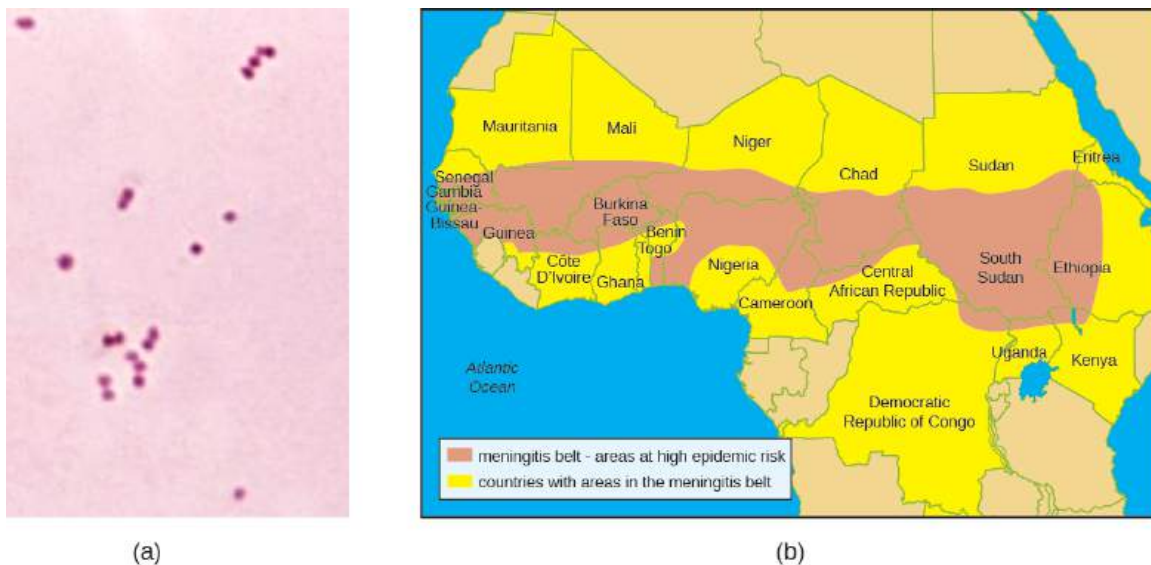 Mauritania
Mali
Niger
Chad
Sudan
Eritrea
Senegal
Gambia
Guinea-
Bissau
Guinea
Burkina
Faso
Benin
Togo
Côte
D'Ivoire
Ghana
Nigeria
Cameroon
Central
African Republic
South
Sudan
Ethiopia
Uganda
Kenya
Democratic
Republic of Congo
Atlantic
Ocean
meningitis belt - areas at high epidemic risk
countries with areas in the meningitis belt
(a)
(b)